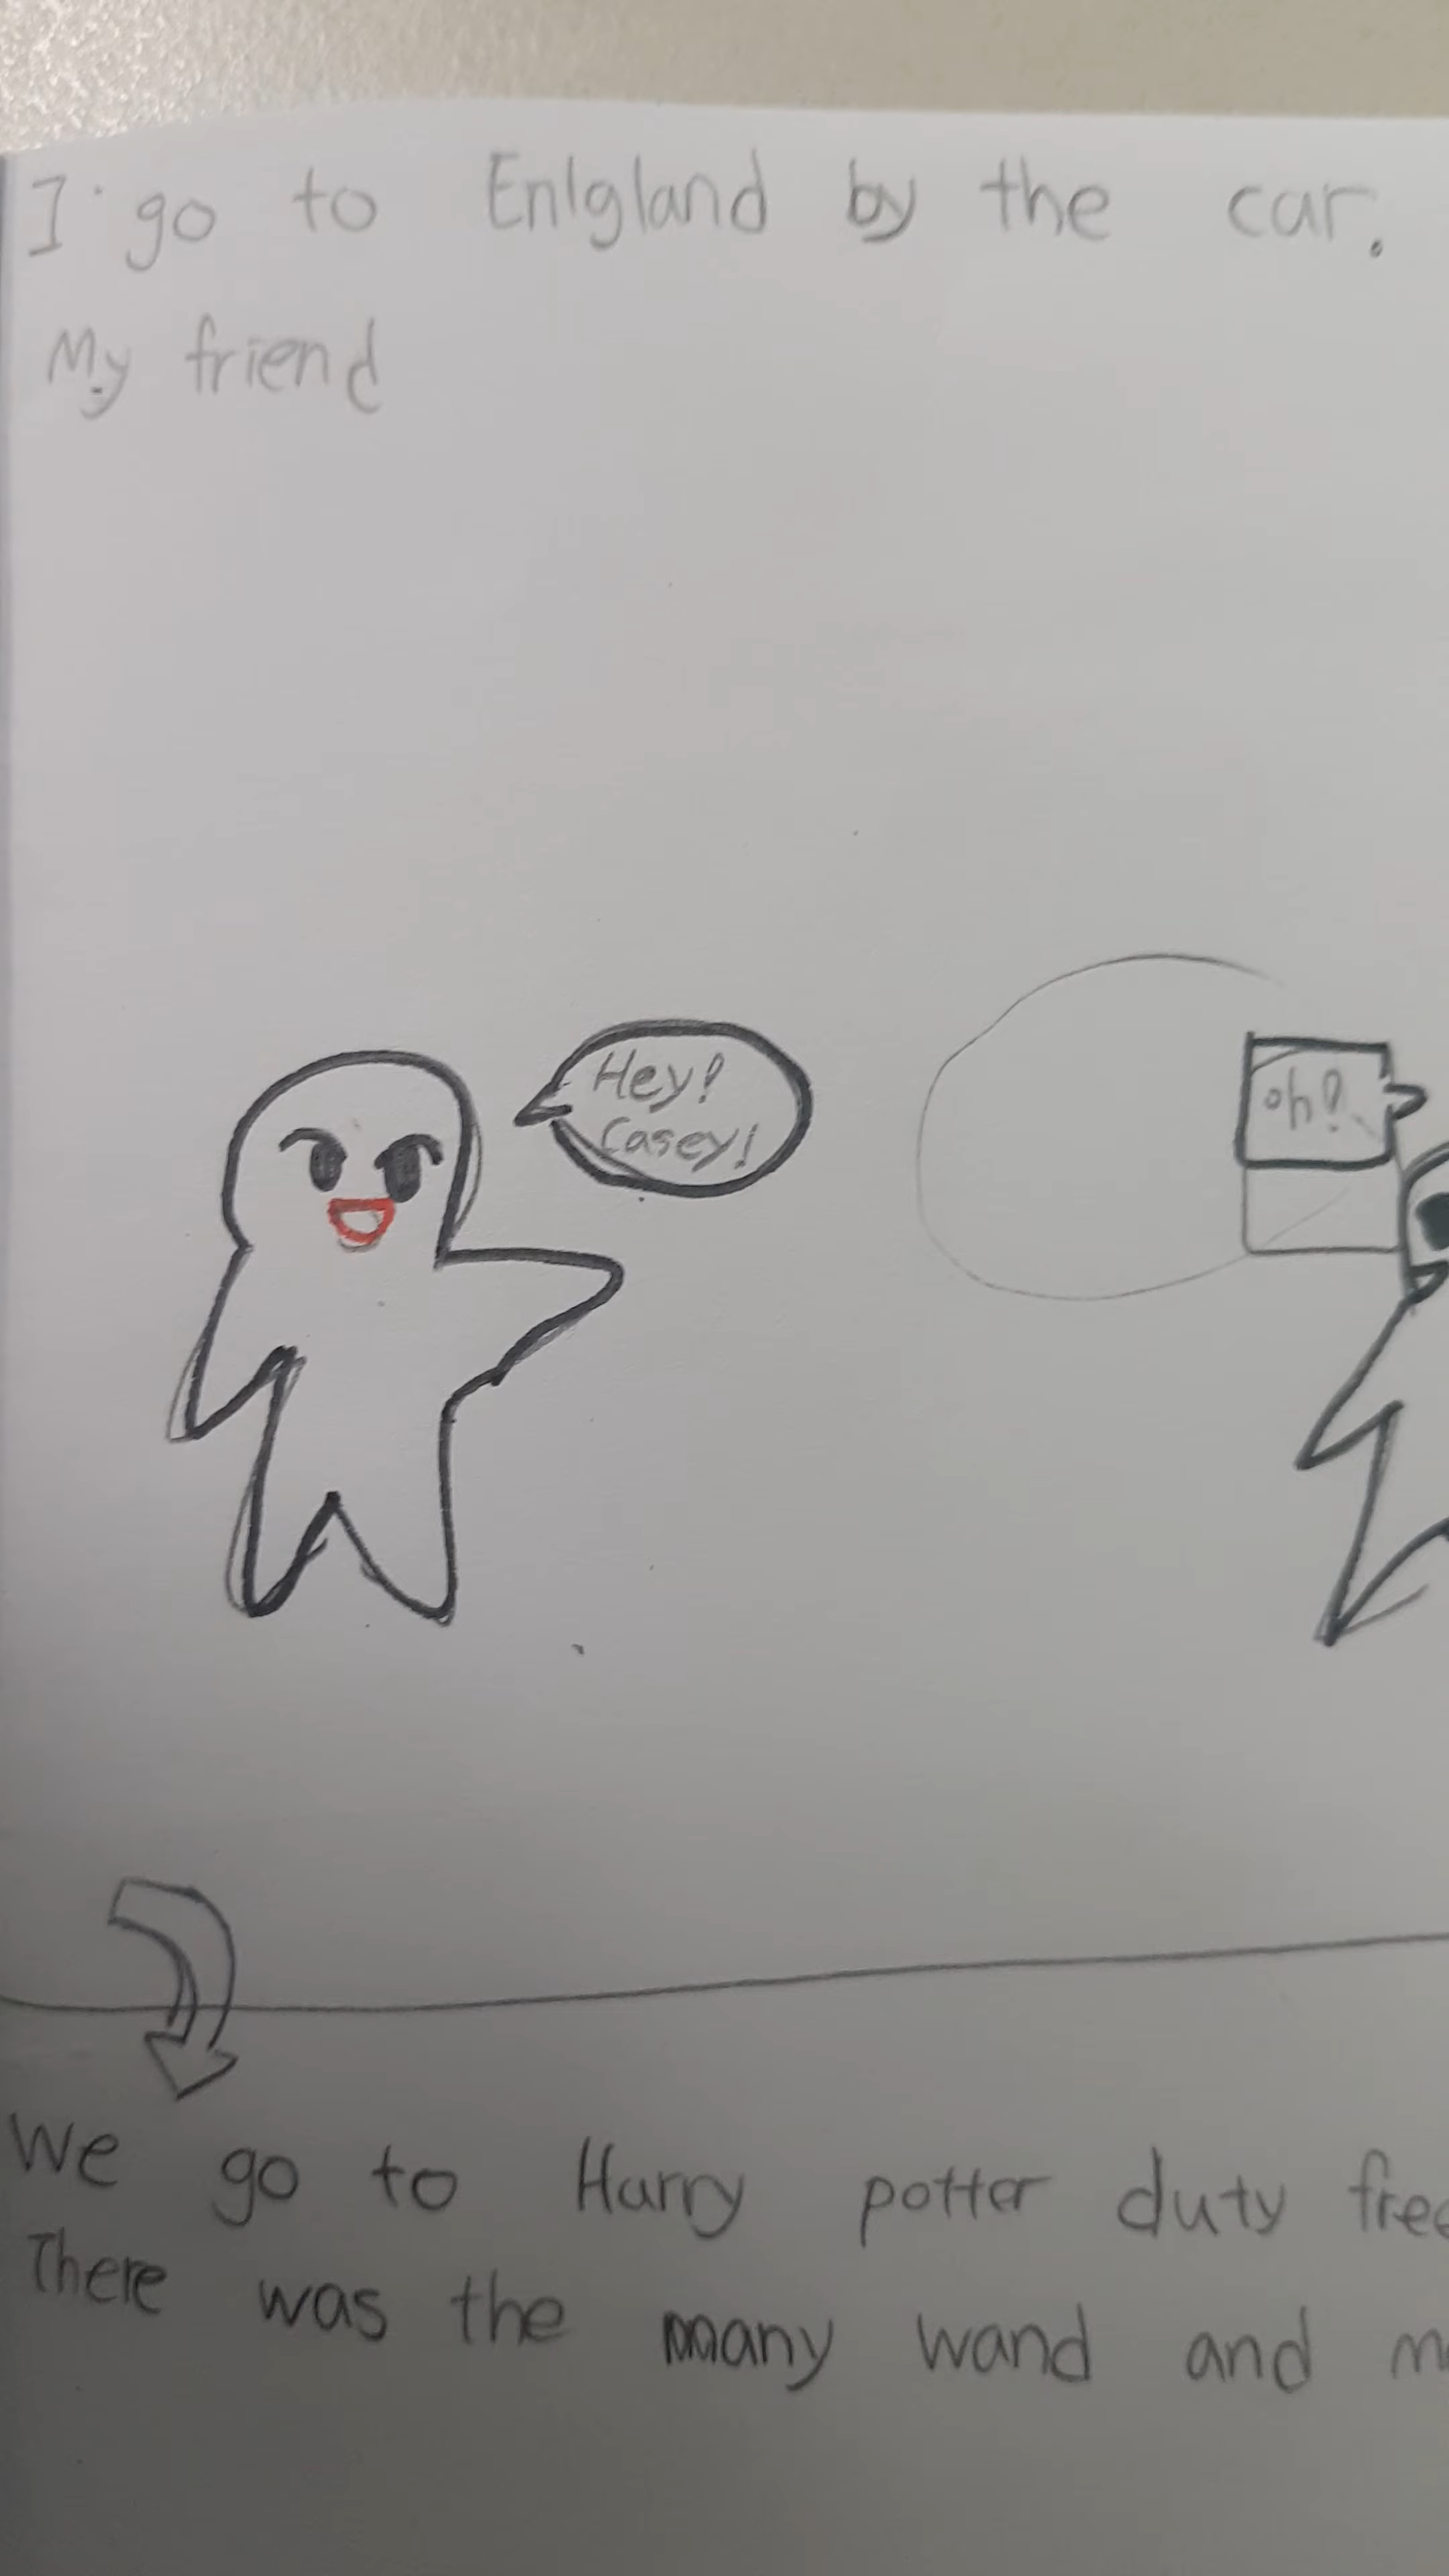 I go to Enlgland by the car.
My friend
Hey!
Casey!
oh!
We go to Harry potter duty free
There was the many wand and